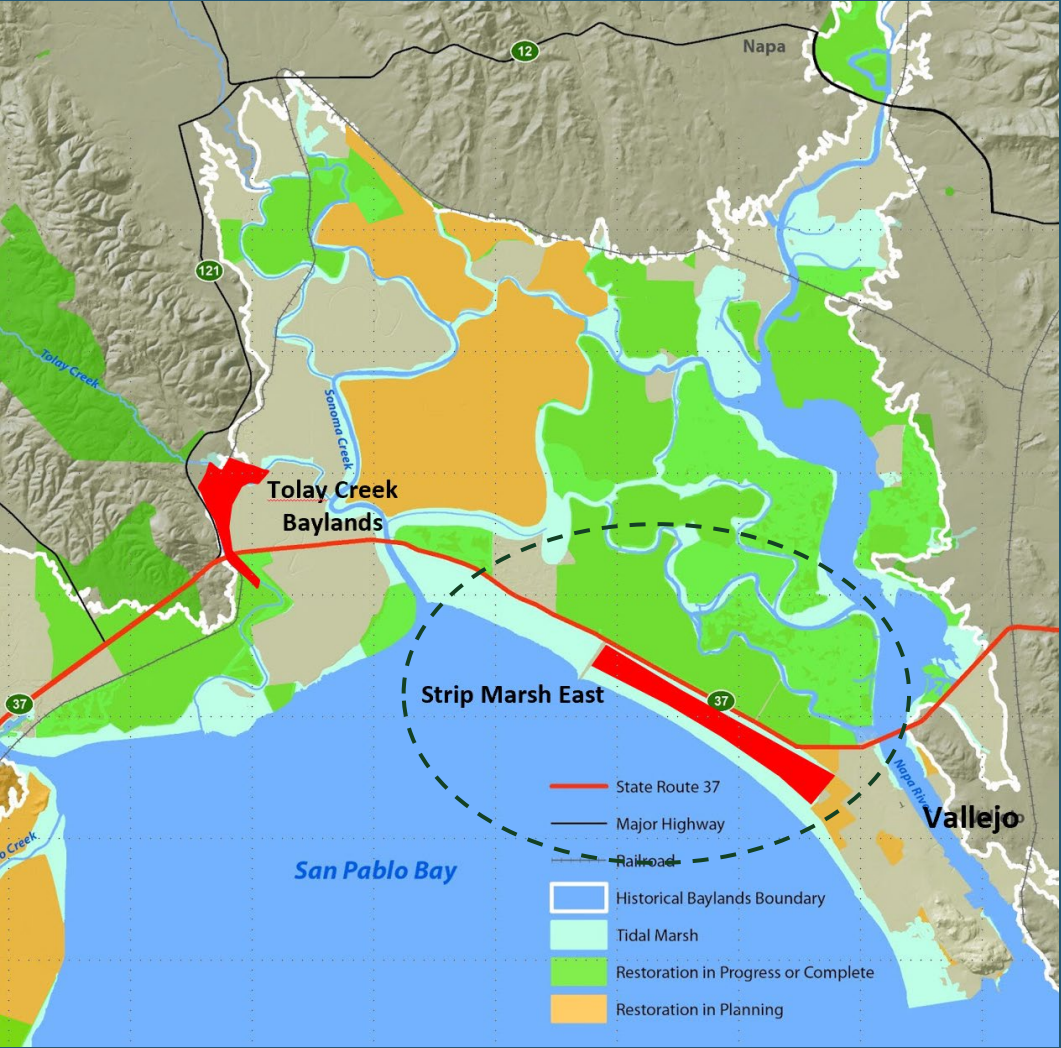 12
Napa
121
Tolay Creek
Sonoma Creek
Tolay Creek
Baylands
37
Strip Marsh East
37
Napa River
Vallejo
Creek
San Pablo Bay
State Route 37
Major Highway
Railroad
Historical Baylands Boundary
Tidal Marsh
Restoration in Progress or Complete
Restoration in Planning